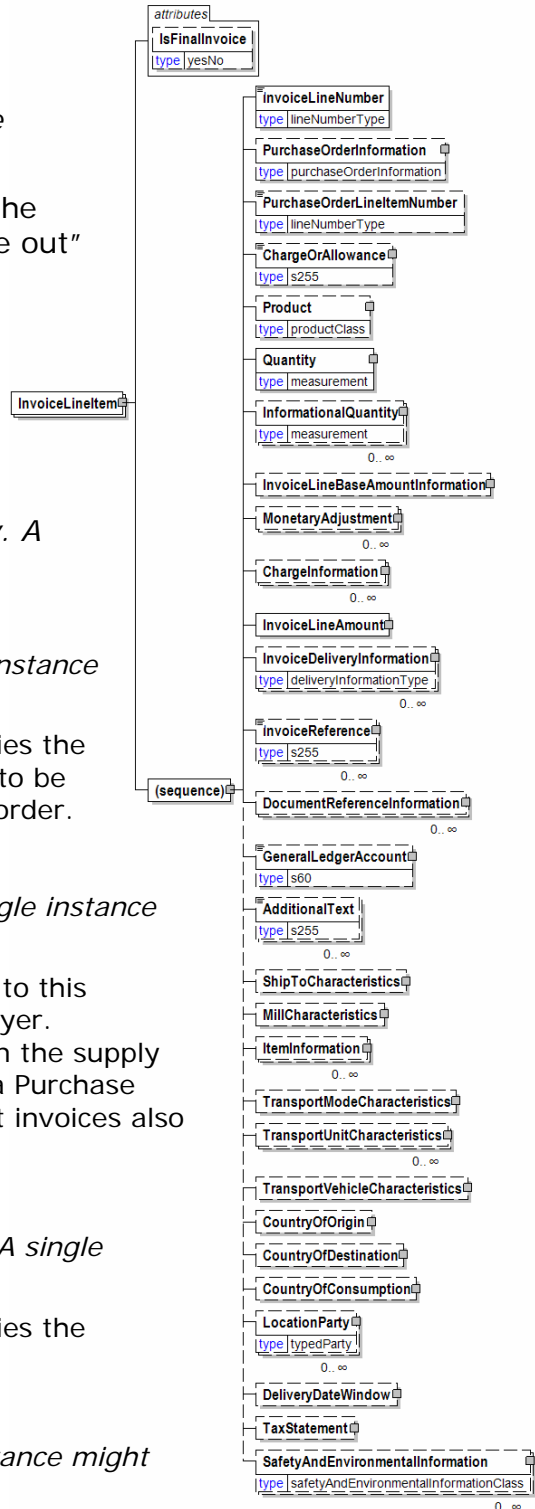 attributes
IsFinalInvoice
type yesNo
e
he
e out"
InvoiceLineItem
. A
nstance
ies the
to be
order.
gle instance
to this
yer.
n the supply
a Purchase
t invoices also
A single
ies the
ance might
(sequence)
InvoiceLineNumber
type lineNumberType
PurchaseOrderInformation
type purchaseOrderInformation
PurchaseOrderLineItemNumber
type lineNumberType
ChargeOrAllowance
type s255
Product
type productClass
Quantity
type measurement
InformationalQuantity
type measurement
0.. ∞
InvoiceLineBaseAmountInformation
MonetaryAdjustment
0.. ∞
ChargeInformation
0.. ∞
InvoiceLineAmount
InvoiceDeliveryInformation
type deliveryInformationType
0.. ∞
InvoiceReference
type s255
0.. ∞
DocumentReferenceInformation
0.. ∞
GeneralLedgerAccount
type s60
AdditionalText
type s255
0.. ∞
ShipToCharacteristics
MillCharacteristics
ItemInformation
0.. ∞
TransportModeCharacteristics
TransportUnitCharacteristics
0.. ∞
TransportVehicleCharacteristics
CountryOfOrigin
CountryOfDestination
CountryOfConsumption
LocationParty
type typedParty
0.. ∞
DeliveryDateWindow
TaxStatement
SafetyAndEnvironmentalInformation
type safetyAndEnvironmentalInformationClass
0.. ∞